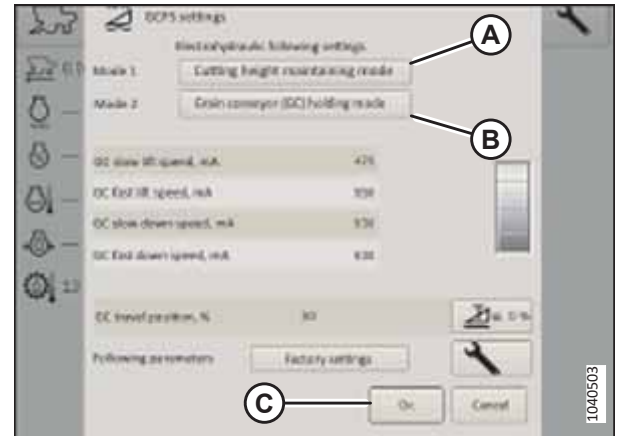 GCPS settings
Electrohydraulic following settings
A
Mode 1 Cutting height maintaining mode
Mode 2 Grain conveyor (GC) holding mode
B
GC slow lift speed, mA
GC fast lift speed, mA
GC slow down speed, mA
GC fast down speed, mA
GC travel position, %
Following parameters Factory settings
C
Ok Cancel
1040503